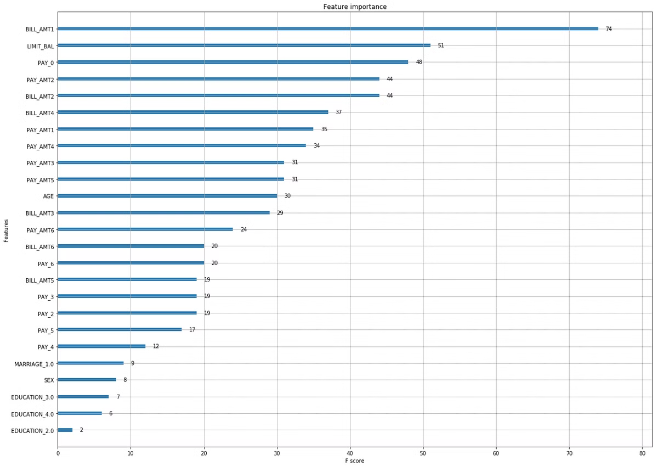 Feature importance
BILL_AMT1 74
LIMIT_BAL 51
PAY_0 48
PAY_AMT2 44
BILL_AMT2 44
BILL_AMT4 37
PAY_AMT1 35
PAY_AMT4 34
PAY_AMT3 31
PAY_AMT5 31
AGE 30
BILL_AMT3 29
PAY_AMT6 24
BILL_AMT6 20
PAY_6 20
BILL_AMT5 19
PAY_3 19
PAY_2 19
PAY_5 17
PAY_4 12
MARRIAGE_1.0 9
SEX 8
EDUCATION_3.0 7
EDUCATION_4.0 6
EDUCATION_2.0 2
Features
0 10 20 30 40 50 60 70 80
F score